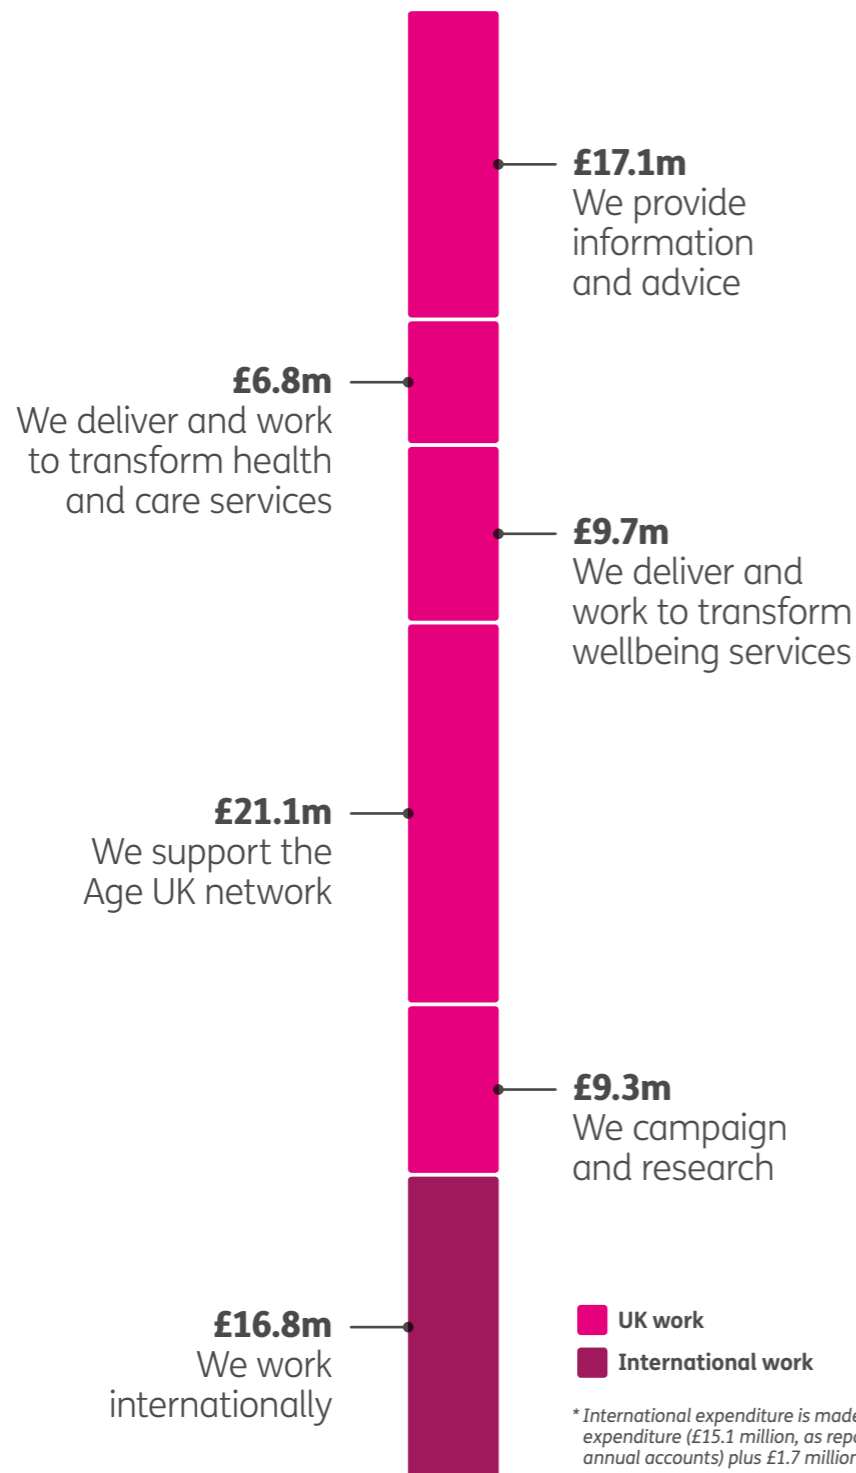 £17.1m
We provide
information
and advice
£6.8m
We deliver and work
to transform health
and care services
£9.7m
We deliver and
work to transform
wellbeing services
£21.1m
We support the
Age UK network
£9.3m
We campaign
and research
£16.8m
We work
internationally
UK work
International work
* International expenditure is made
expenditure (£15.1 million, as repo
annual accounts) plus £1.7 million